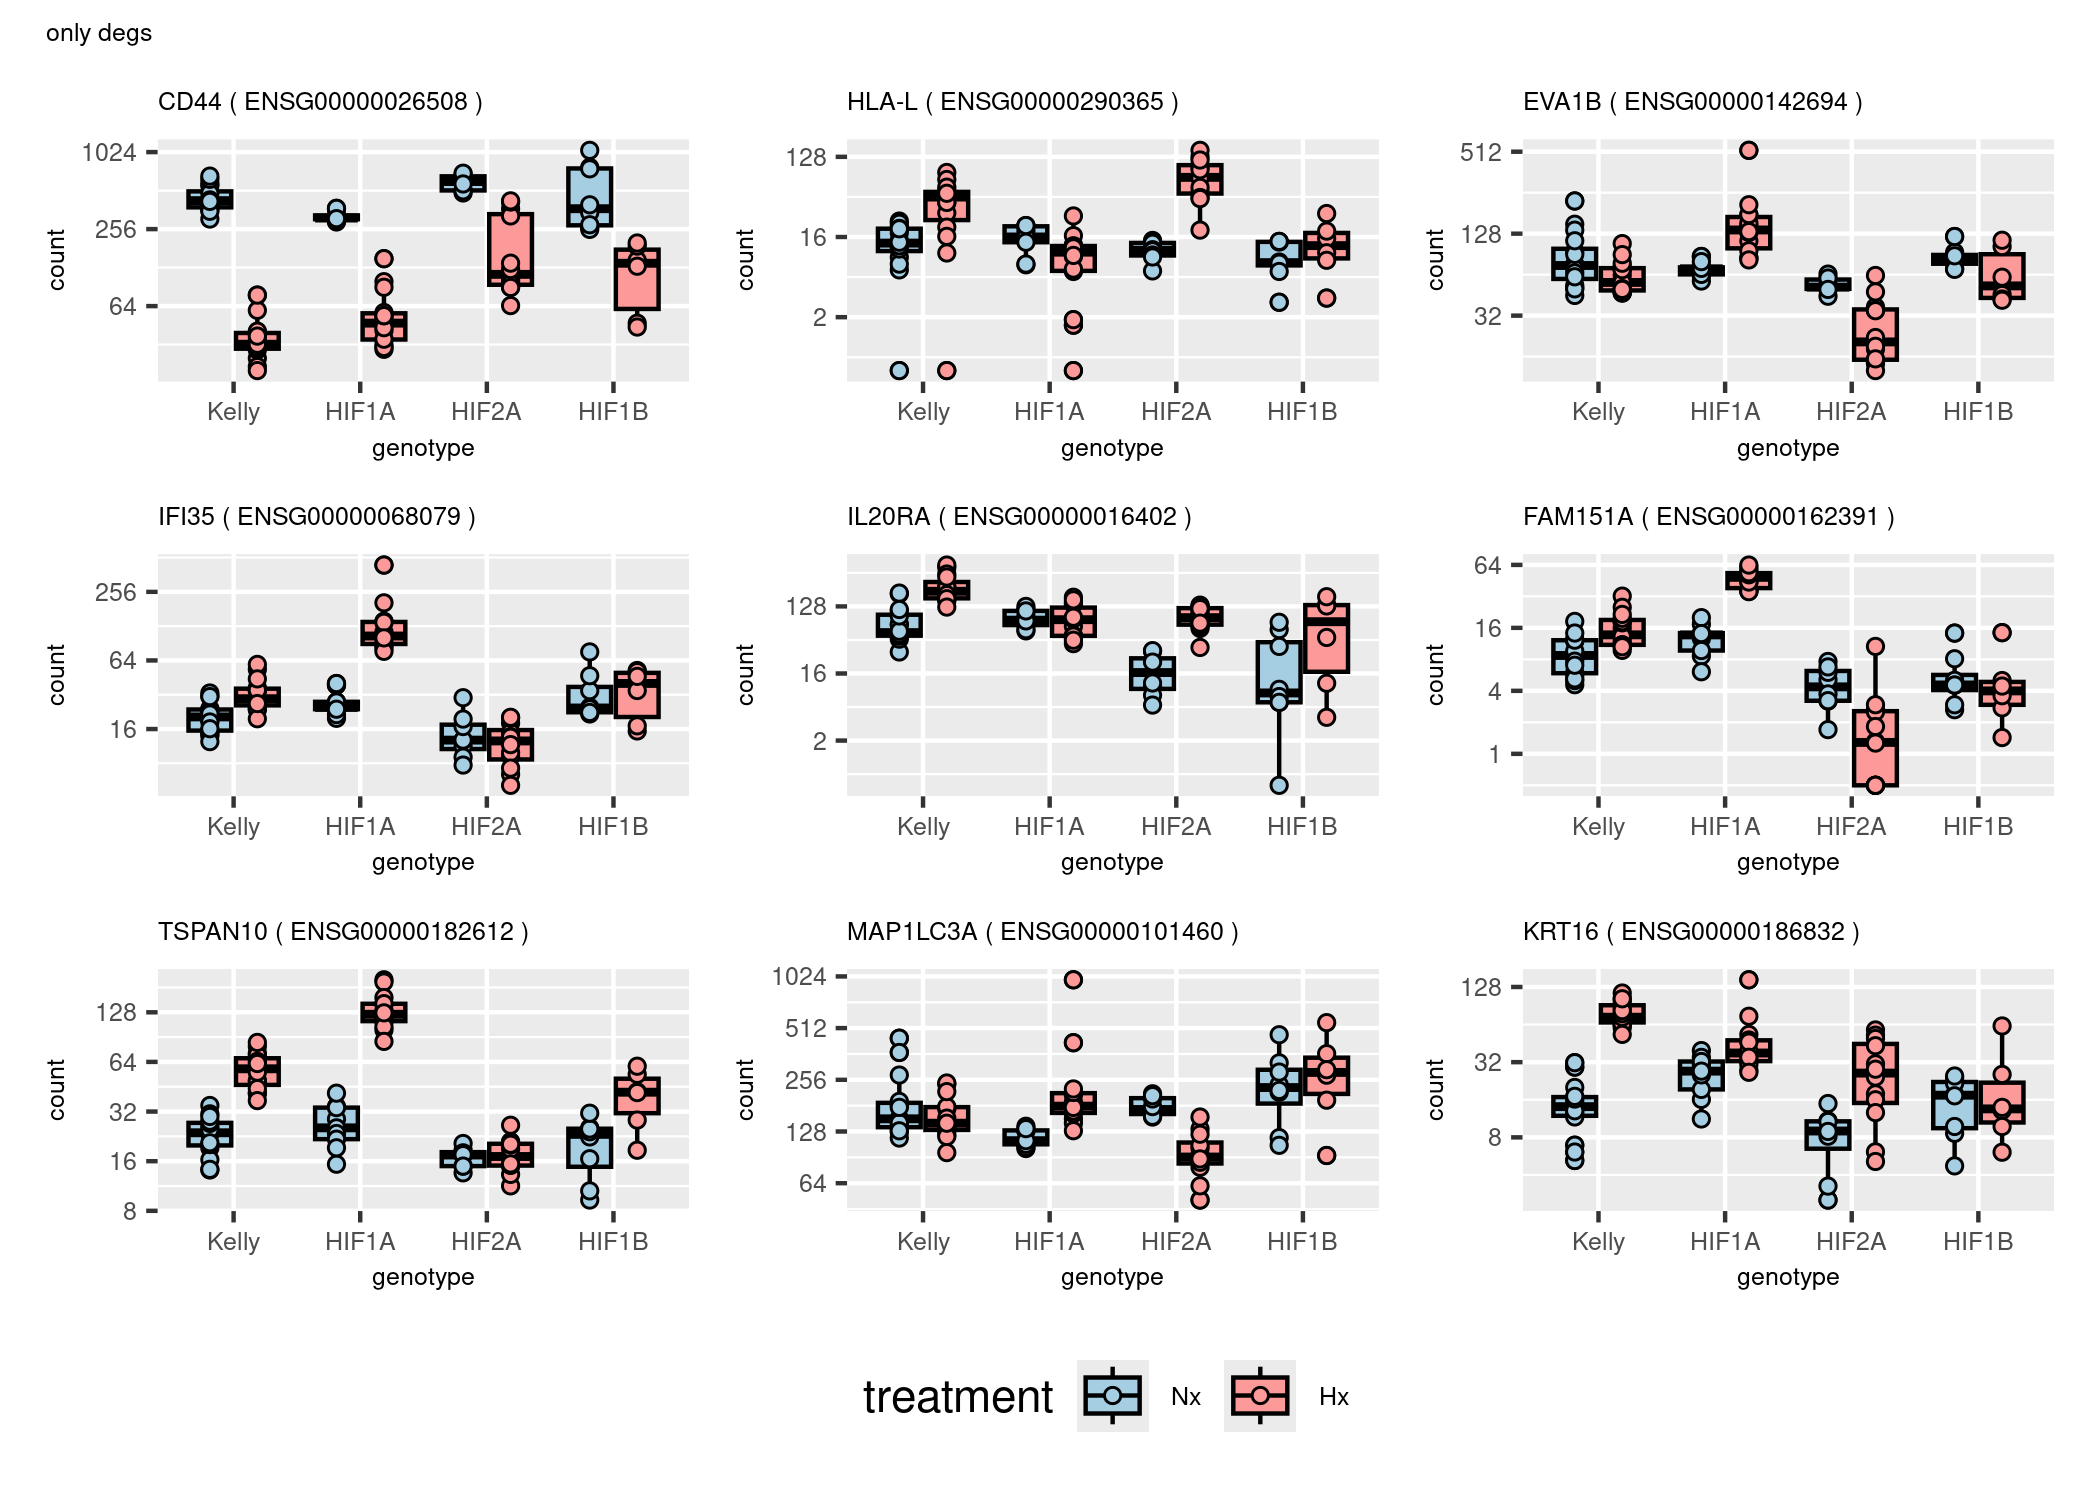 only degs
CD44 ( ENSG00000026508 )
HLA-L ( ENSG00000290365 )
EVA1B ( ENSG00000142694 )
1024
256
64
count
Kelly HIF1A HIF2A HIF1B
genotype
128
16
2
count
Kelly HIF1A HIF2A HIF1B
genotype
512
128
32
count
Kelly HIF1A HIF2A HIF1B
genotype
IFI35 ( ENSG00000068079 )
IL20RA ( ENSG00000016402 )
FAM151A ( ENSG00000162391 )
256
64
16
count
Kelly HIF1A HIF2A HIF1B
genotype
128
16
2
count
Kelly HIF1A HIF2A HIF1B
genotype
64
16
4
1
count
Kelly HIF1A HIF2A HIF1B
genotype
TSPAN10 ( ENSG00000182612 )
MAP1LC3A ( ENSG00000101460 )
KRT16 ( ENSG00000186832 )
128
64
32
16
8
count
Kelly HIF1A HIF2A HIF1B
genotype
1024
512
256
128
64
count
Kelly HIF1A HIF2A HIF1B
genotype
128
32
8
count
Kelly HIF1A HIF2A HIF1B
genotype
treatment Nx Hx